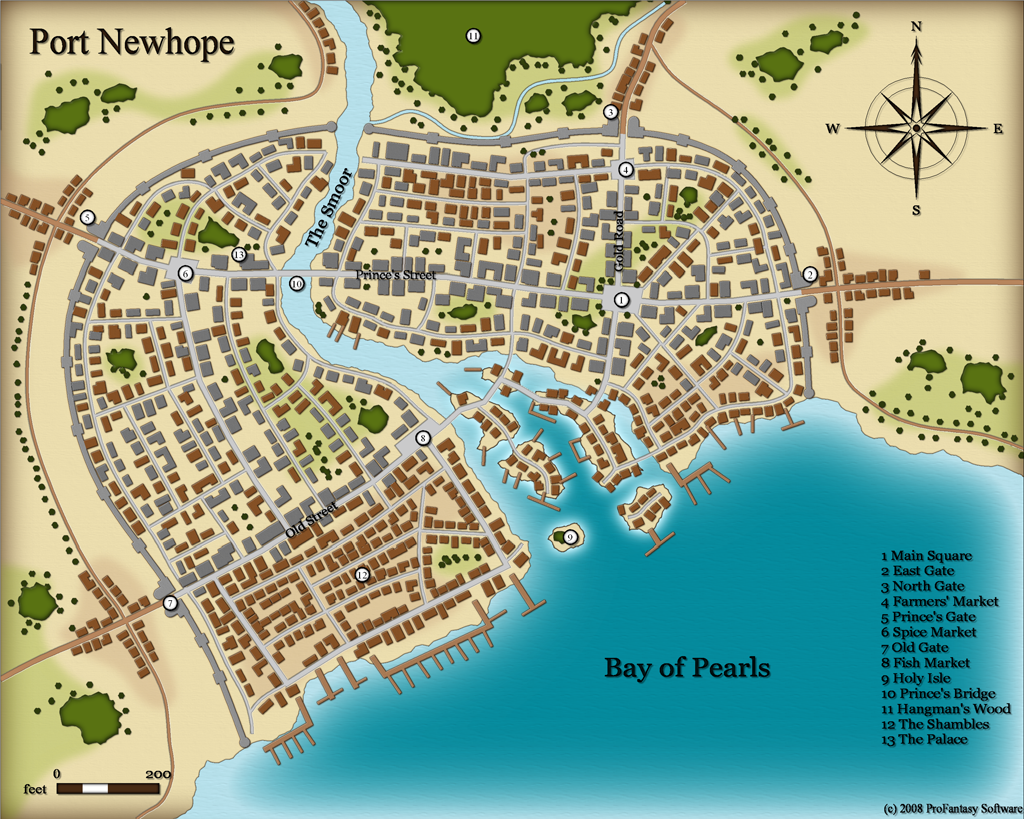 Port Newhope
11
N
W
E
S
3
4
The Smoor
Gold Road
5
13
6
10
Prince's Street
2
1
8
Old Street
9
12
7
1 Main Square
2 East Gate
3 North Gate
4 Farmers' Market
5 Prince's Gate
6 Spice Market
7 Old Gate
8 Fish Market
9 Holy Isle
10 Prince's Bridge
11 Hangman's Wood
12 The Shambles
13 The Palace
Bay of Pearls
0 200
feet
(c) 2008 ProFantasy Software